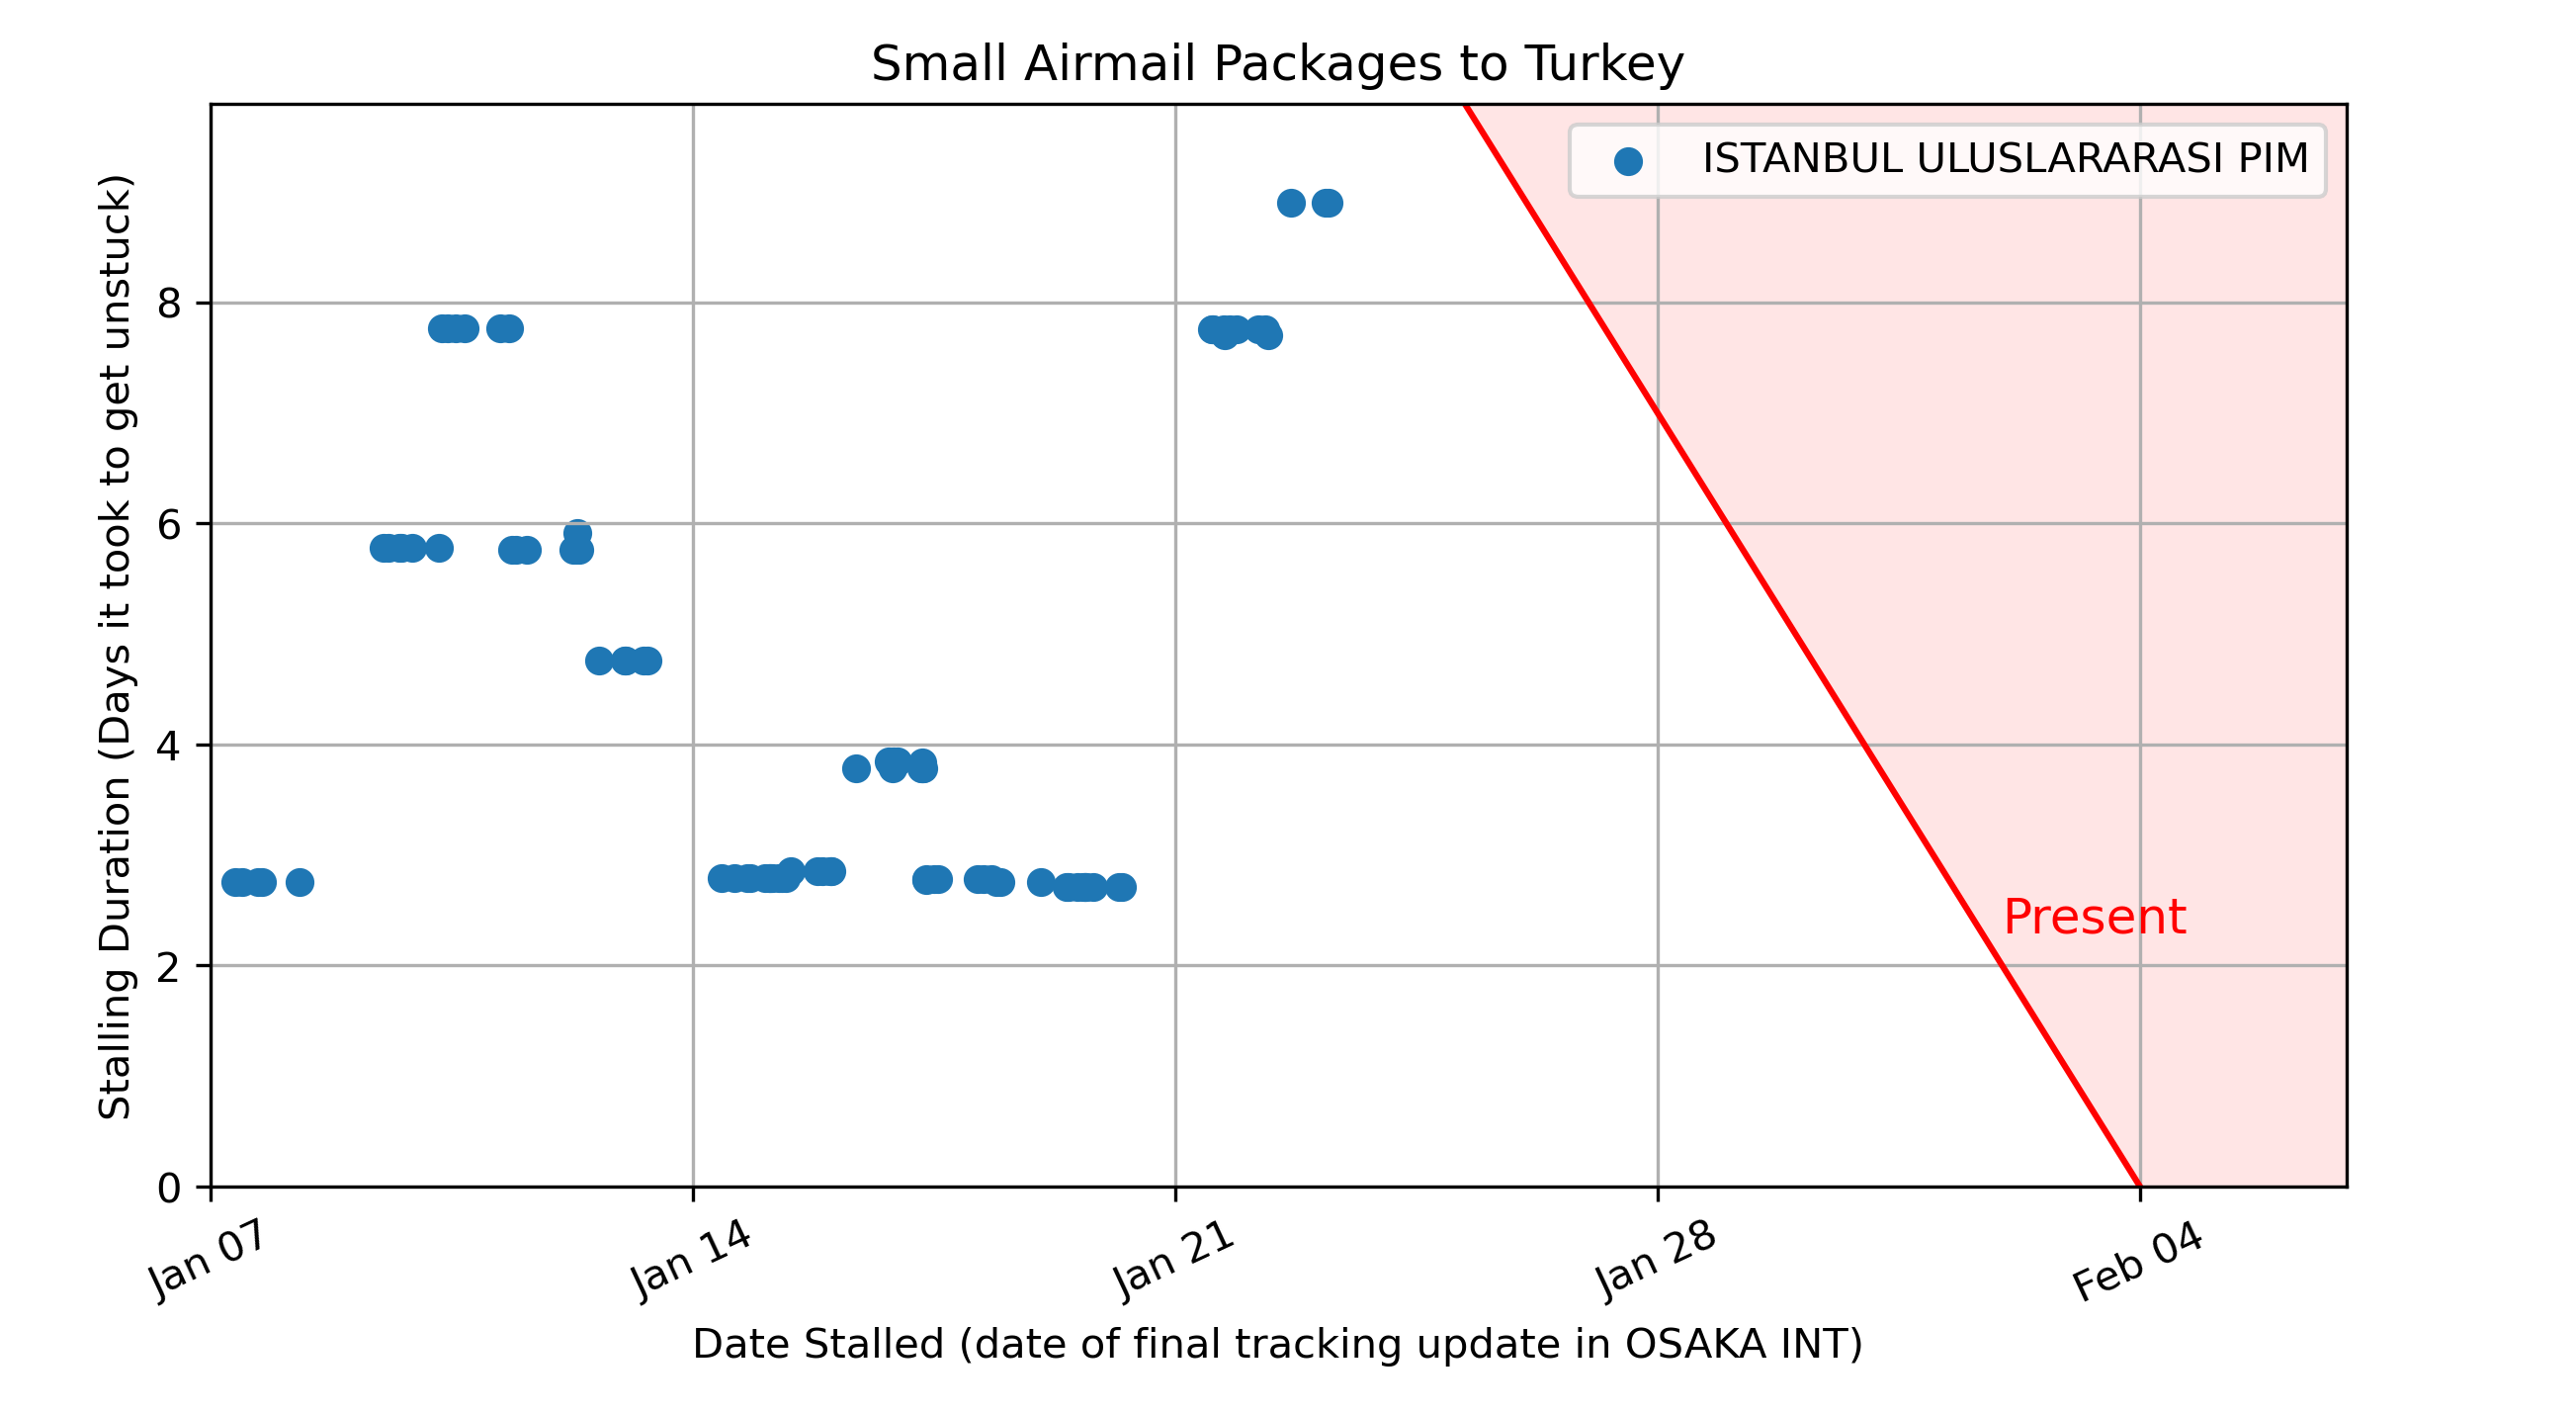 Small Airmail Packages to Turkey
ISTANBUL ULUSLARARASI PIM
Stalling Duration (Days it took to get unstuck)
8
6
4
2
0
Present
Jan 07
Jan 14
Jan 21
Jan 28
Feb 04
Date Stalled (date of final tracking update in OSAKA INT)